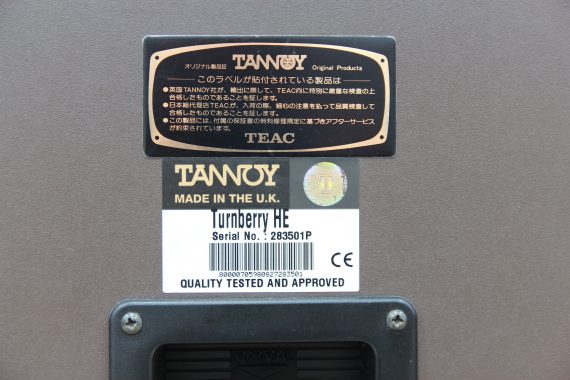 オリジナル製品証 TANNOY Original Products
このラベルが貼付されている製品は
●英国TANNOY社が、輸出に際して、TEAC向に特別に厳重な検査の上
合格したものであることを証します。
●日本総代理店TEACが、入荷の際、細心の注意を払って品質検査して
合格したものであることを証します。
●この製品には、付属の保証書の無料修理規定に基づき合アフターサービス
が約束されています。
TEAC
TANNOY
MADE IN THE U.K.
T
Turnberry HE
Serial No. : 283501P
CE
80000705980827283501
QUALITY TESTED AND APPROVED